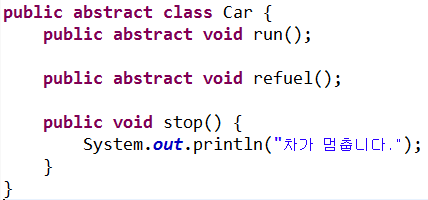 public abstract class Car {
    public abstract void run();
    public abstract void refuel();
    public void stop() {
        System.out.println("차가 멈춥니다.");
    }
}